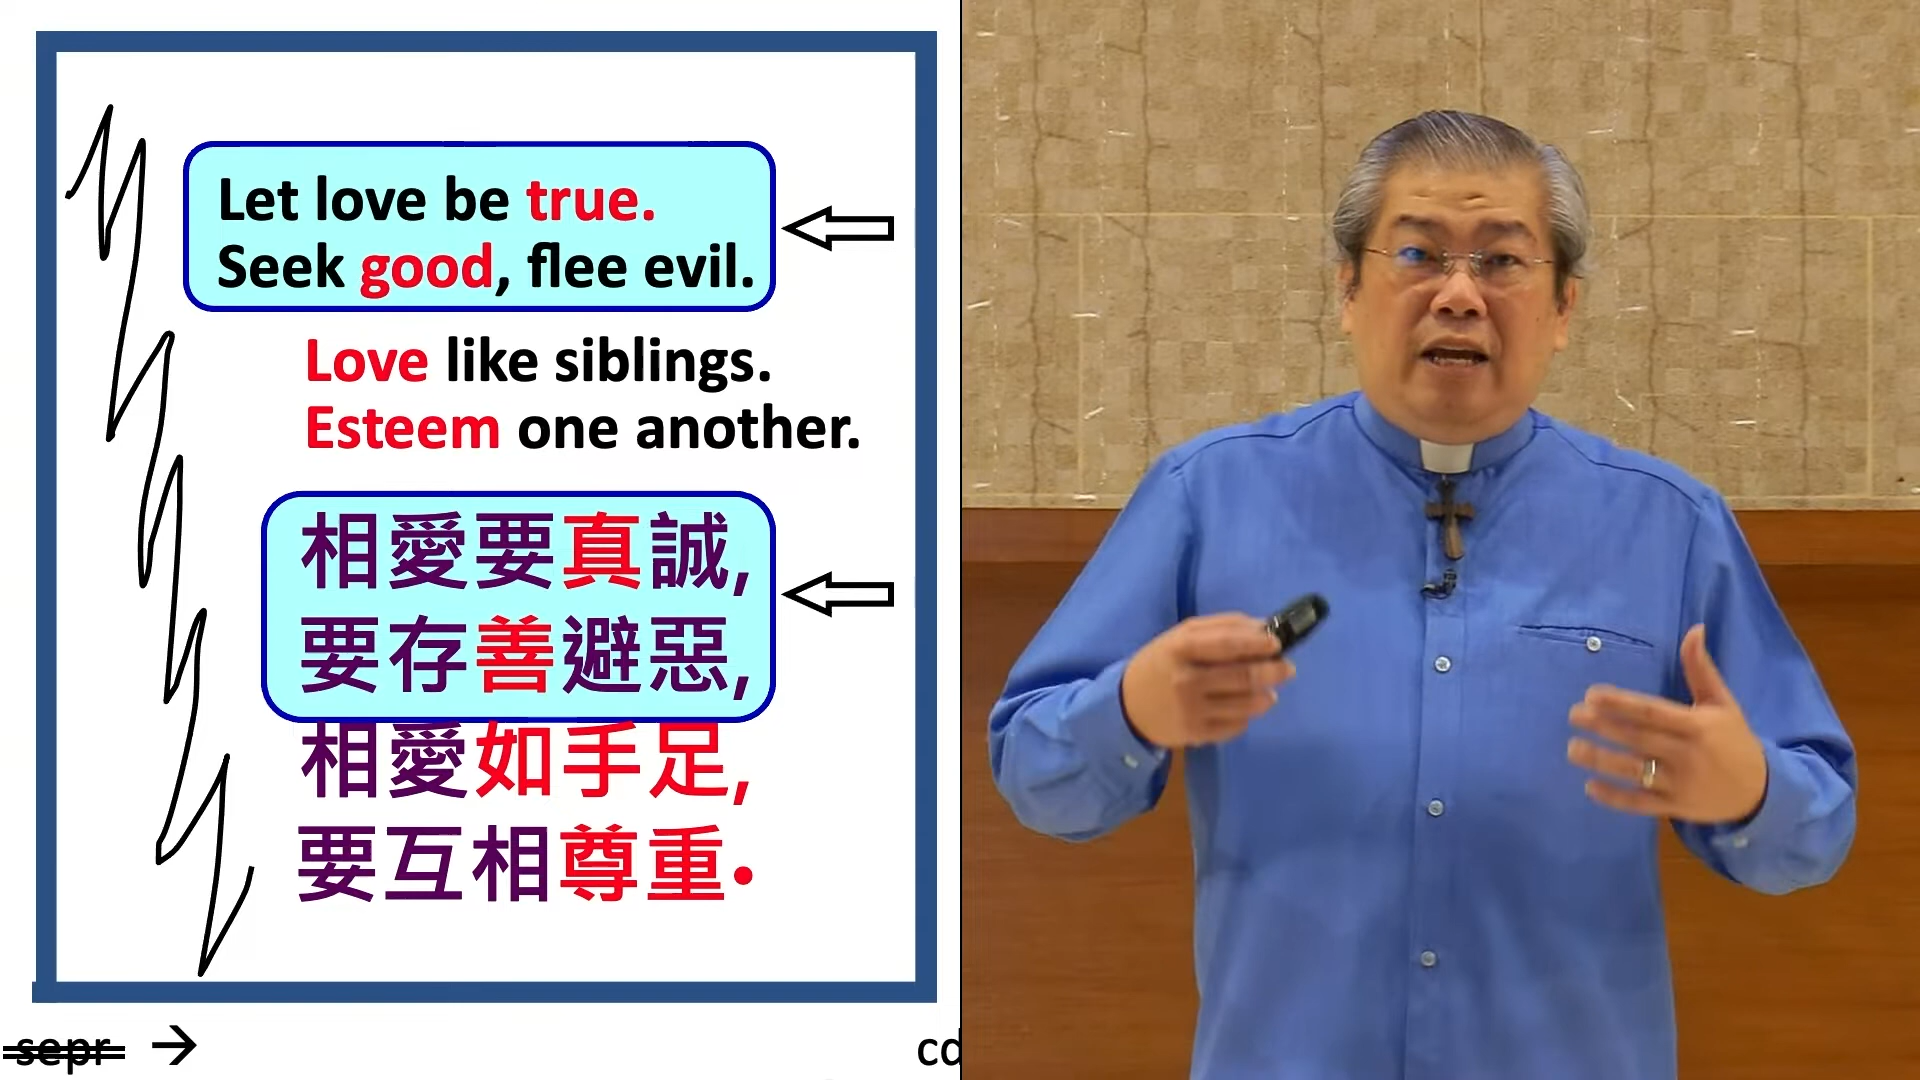 Let love be true.
Seek good, flee evil.
Love like siblings.
Esteem one another.
相愛要真誠,
要存善避惡,
相愛如手足,
要互相尊重•
sepr →
cd